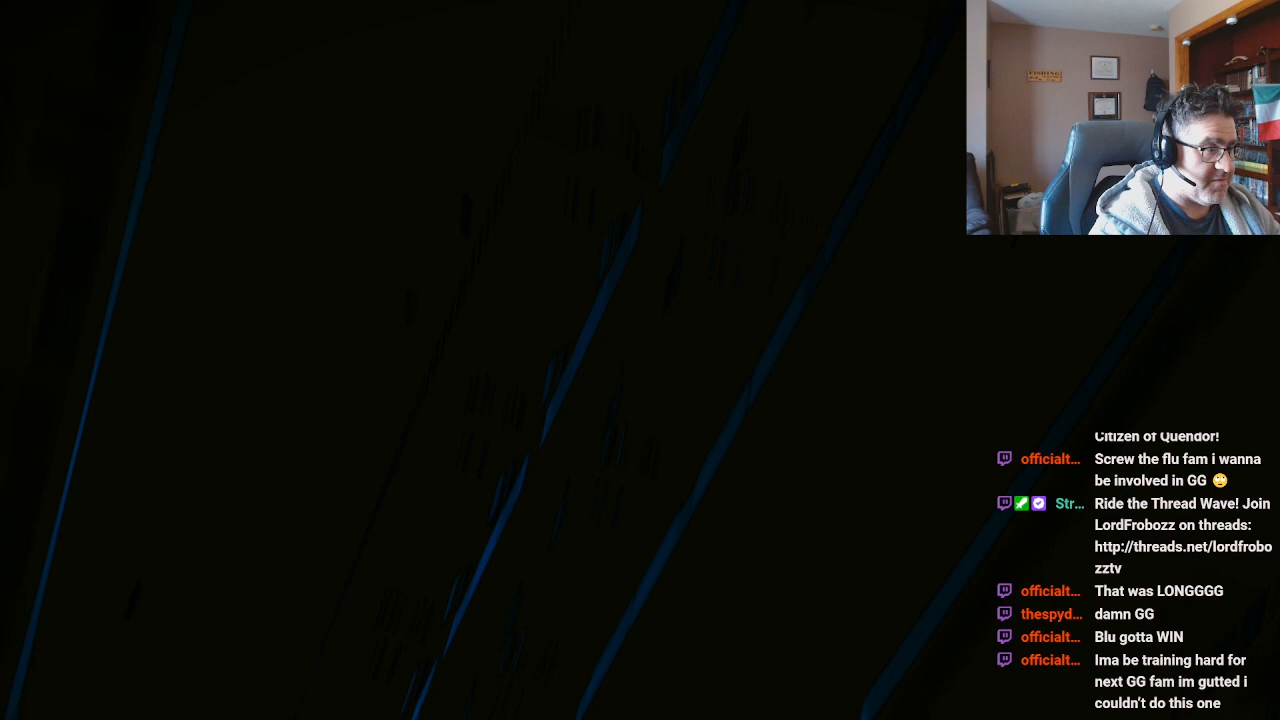 FISHING
Citizen of Quendor!
officialt... Screw the flu fam i wanna
be involved in GG 🙄
Str... Ride the Thread Wave! Join
LordFrobozz on threads:
http://threads.net/lordfrobo
zztv
officialt... That was LONGGGG
thespyd... damn GG
officialt... Blu gotta WIN
officialt... Ima be training hard for
next GG fam im gutted i
couldn't do this one